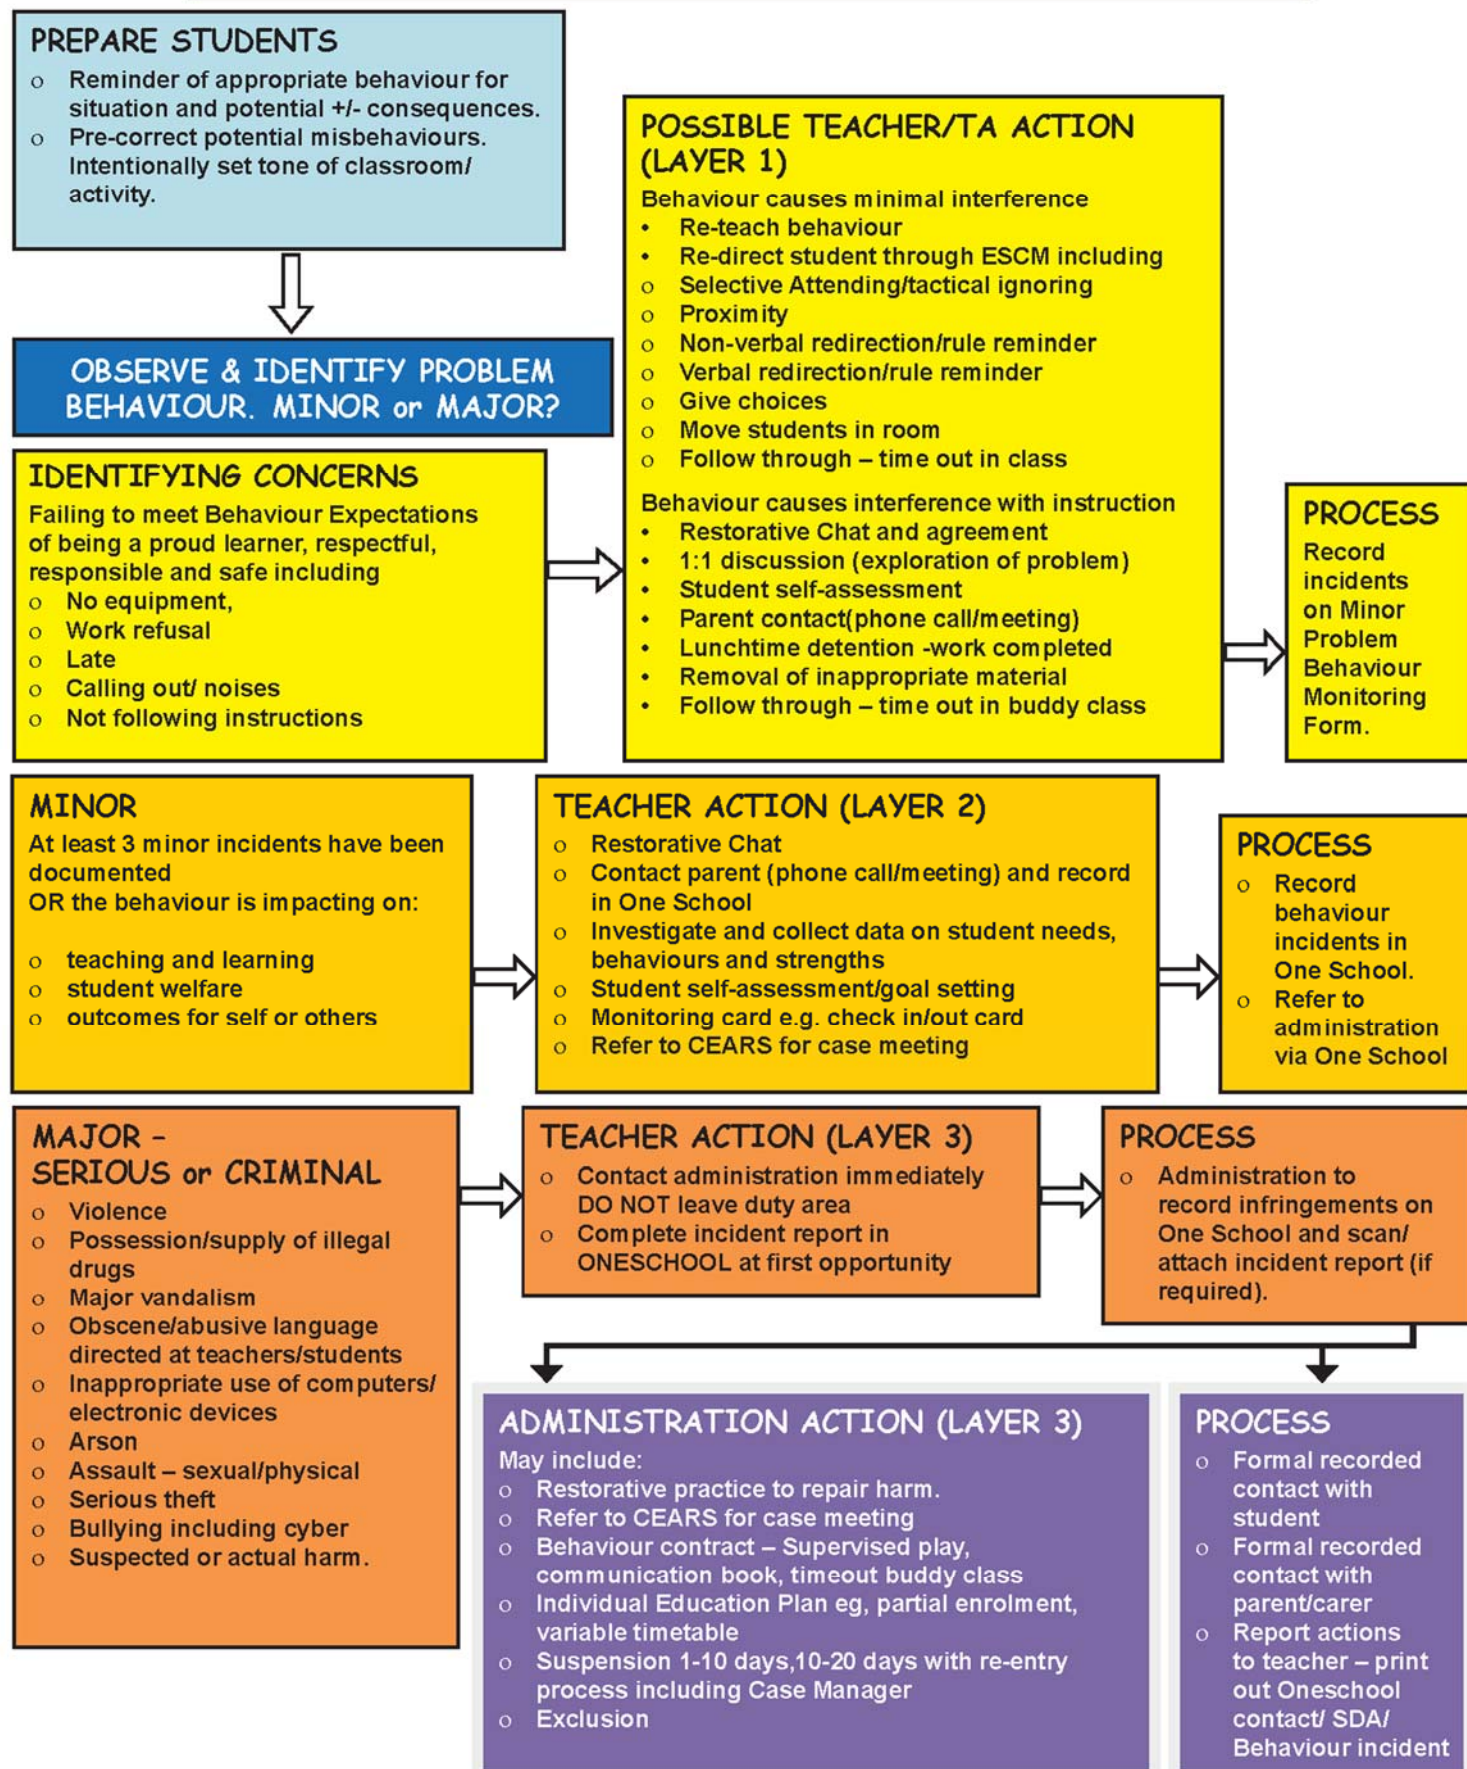 PREPARE STUDENTS
o Reminder of appropriate behaviour for
situation and potential +/- consequences.
o Pre-correct potential misbehaviours.
Intentionally set tone of classroom/
activity.
OBSERVE & IDENTIFY PROBLEM
BEHAVIOUR. MINOR or MAJOR?
IDENTIFYING CONCERNS
Failing to meet Behaviour Expectations
of being a proud learner, respectful,
responsible and safe including
o No equipment,
o Work refusal
o Late
o Calling out/ noises
o Not following instructions
POSSIBLE TEACHER/TA ACTION
(LAYER 1)
Behaviour causes minimal interference
• Re-teach behaviour
• Re-direct student through ESCM including
o Selective Attending/tactical ignoring
o Proximity
o Non-verbal redirection/rule reminder
o Verbal redirection/rule reminder
o Give choices
o Move students in room
o Follow through – time out in class
Behaviour causes interference with instruction
• Restorative Chat and agreement
• 1:1 discussion (exploration of problem)
• Student self-assessment
• Parent contact(phone call/meeting)
• Lunchtime detention -work completed
• Removal of inappropriate material
• Follow through – time out in buddy class
PROCESS
Record
incidents
on Minor
Problem
Behaviour
Monitoring
Form.
MINOR
At least 3 minor incidents have been
documented
OR the behaviour is impacting on:
o teaching and learning
o student welfare
o outcomes for self or others
TEACHER ACTION (LAYER 2)
o Restorative Chat
o Contact parent (phone call/meeting) and record
in One School
o Investigate and collect data on student needs,
behaviours and strengths
o Student self-assessment/goal setting
o Monitoring card e.g. check in/out card
o Refer to CEARS for case meeting
PROCESS
o Record
behaviour
incidents in
One School.
o Refer to
administration
via One School
MAJOR –
SERIOUS or CRIMINAL
o Violence
o Possession/supply of illegal
drugs
o Major vandalism
o Obscene/abusive language
directed at teachers/students
o Inappropriate use of computers/
electronic devices
o Arson
o Assault – sexual/physical
o Serious theft
o Bullying including cyber
o Suspected or actual harm.
TEACHER ACTION (LAYER 3)
o Contact administration immediately
DO NOT leave duty area
o Complete incident report in
ONESCHOOL at first opportunity
PROCESS
o Administration to
record infringements on
One School and scan/
attach incident report (if
required).
ADMINISTRATION ACTION (LAYER 3)
May include:
o Restorative practice to repair harm.
o Refer to CEARS for case meeting
o Behaviour contract – Supervised play,
communication book, timeout buddy class
o Individual Education Plan eg, partial enrolment,
variable timetable
o Suspension 1-10 days,10-20 days with re-entry
process including Case Manager
o Exclusion
PROCESS
o Formal recorded
contact with
student
o Formal recorded
contact with
parent/carer
o Report actions
to teacher – print
out Oneschool
contact/ SDA/
Behaviour incident